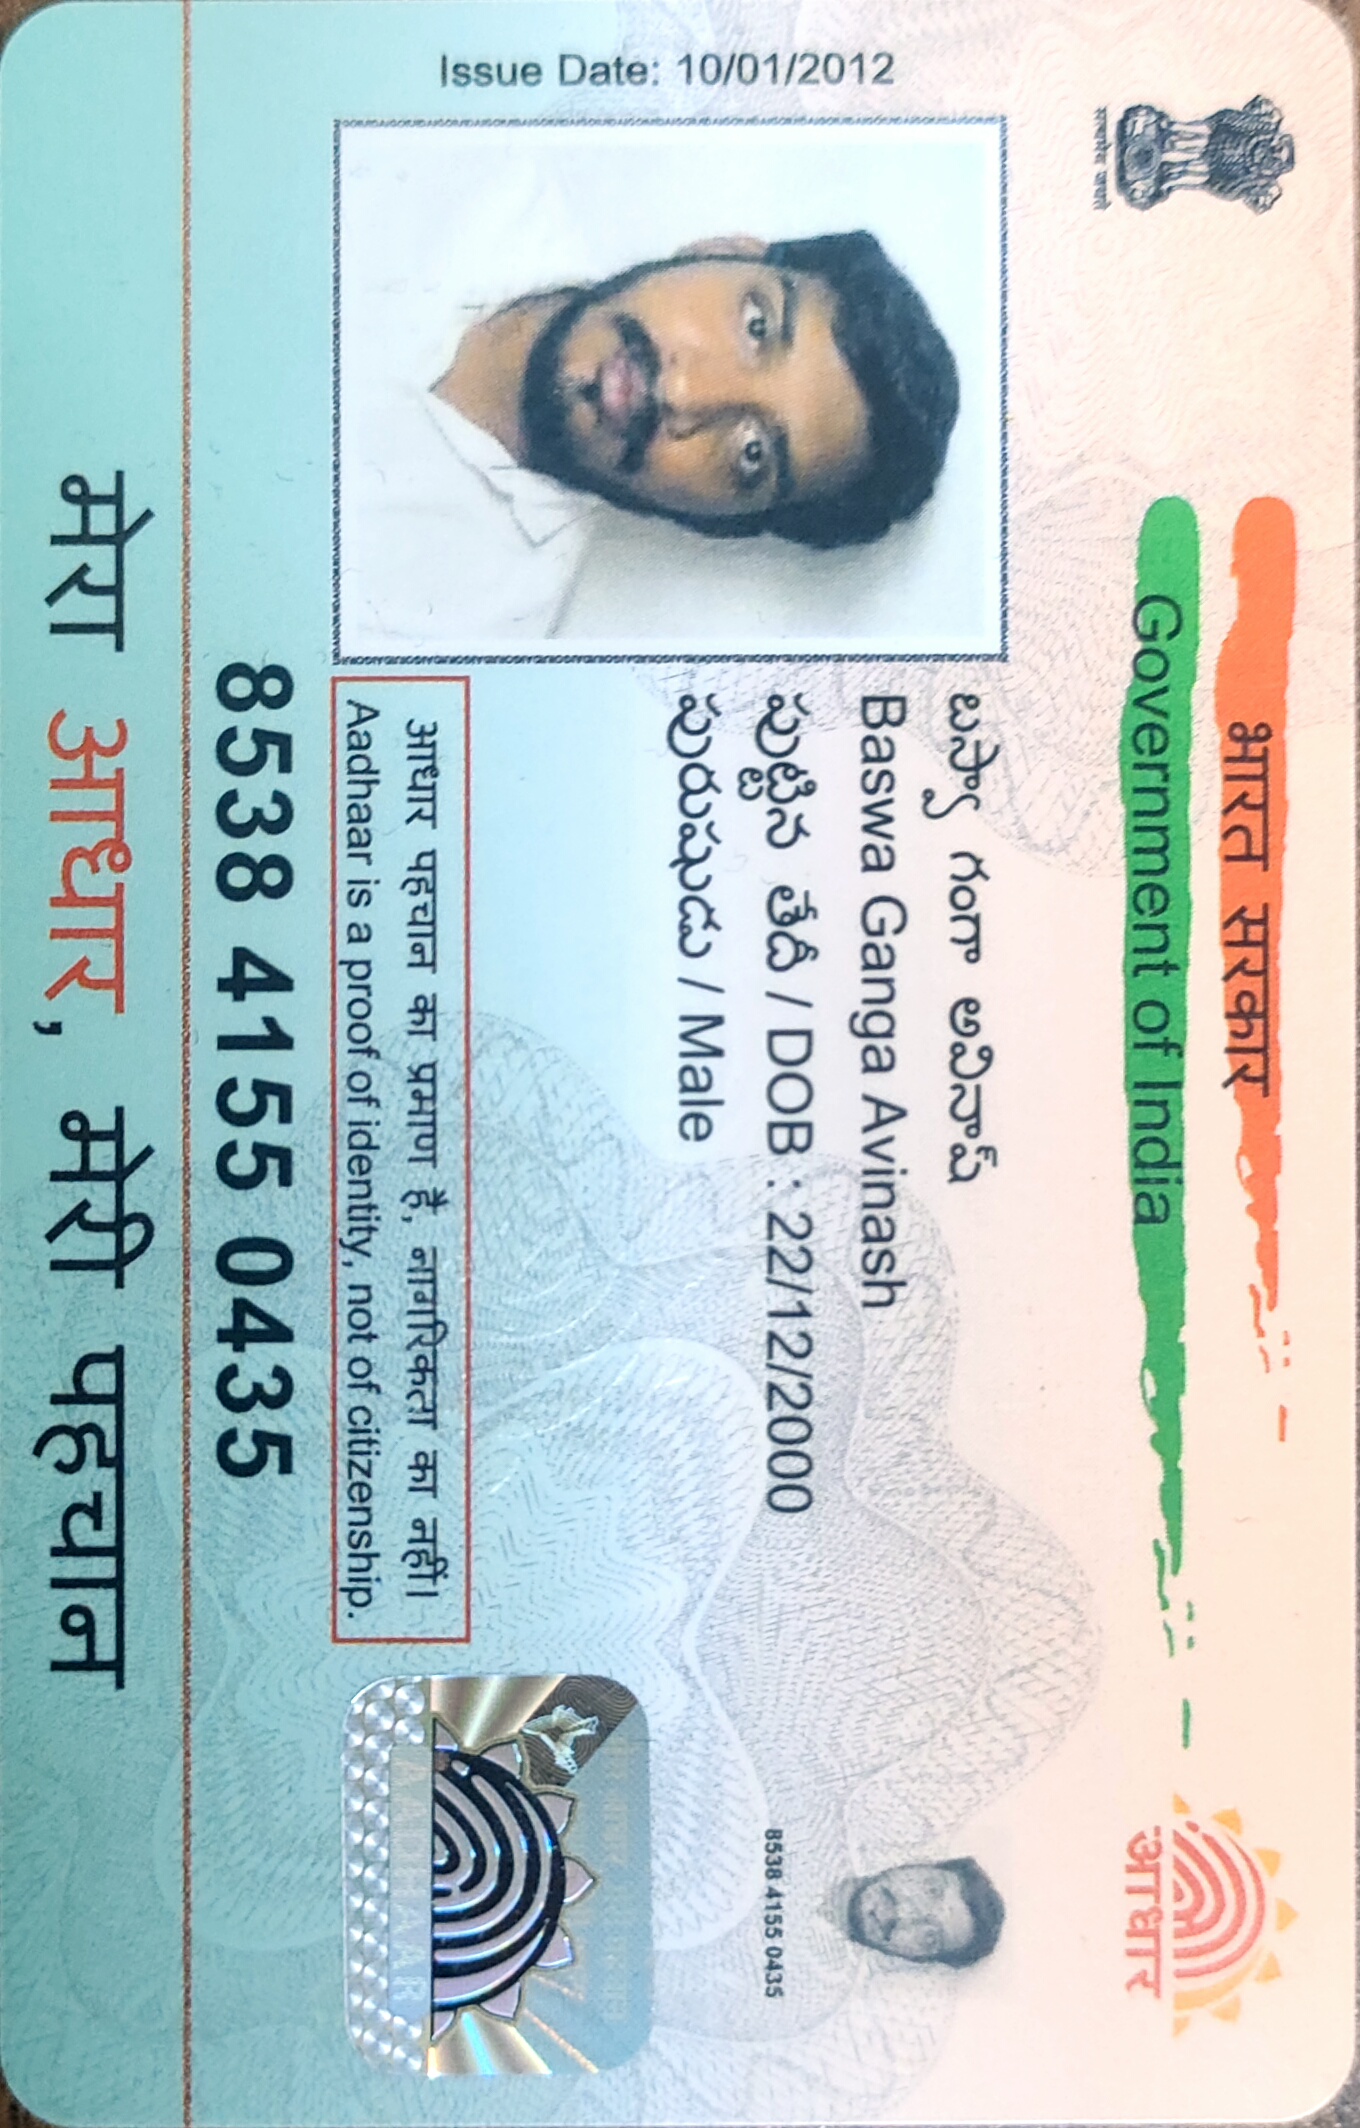 भारत सरकार
Government of India
सत्यमेव जयते
आधार
Issue Date: 10/01/2012
బస్వా గంగా అవినాష్
Baswa Ganga Avinash
పుట్టిన తేదీ / DOB : 22/12/2000
పురుషుడు / Male
8538 4155 0435
आधार पहचान का प्रमाण है, नागरिकता का नहीं।
Aadhaar is a proof of identity, not of citizenship.
AADHAAR
8538 4155 0435
मेरा आधार, मेरी पहचान